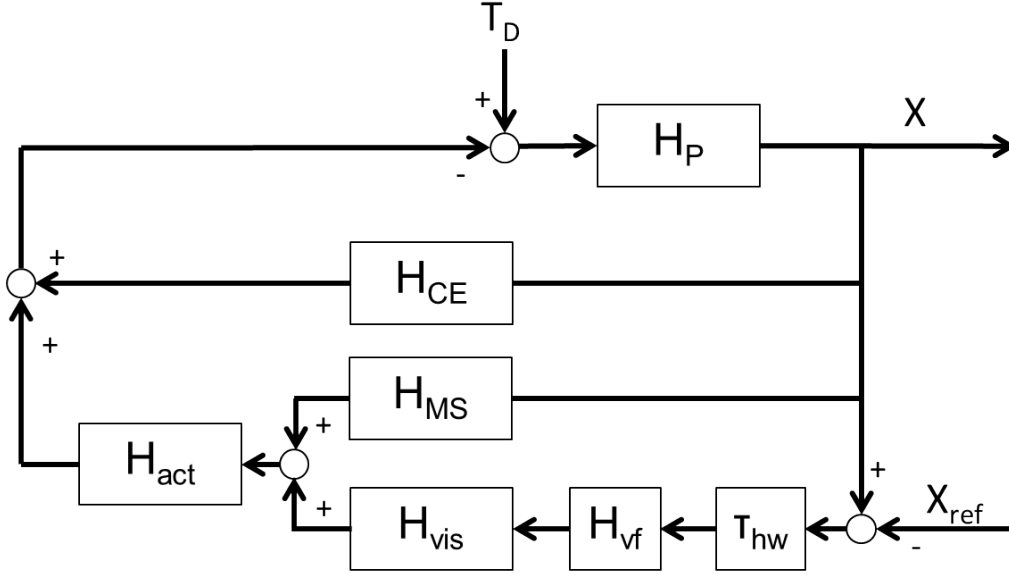 T_D
+
-
H_P
X
+
H_CE
+
H_MS
+
H_act
+
H_vis
H_vf
τ_hw
+
X_ref
-